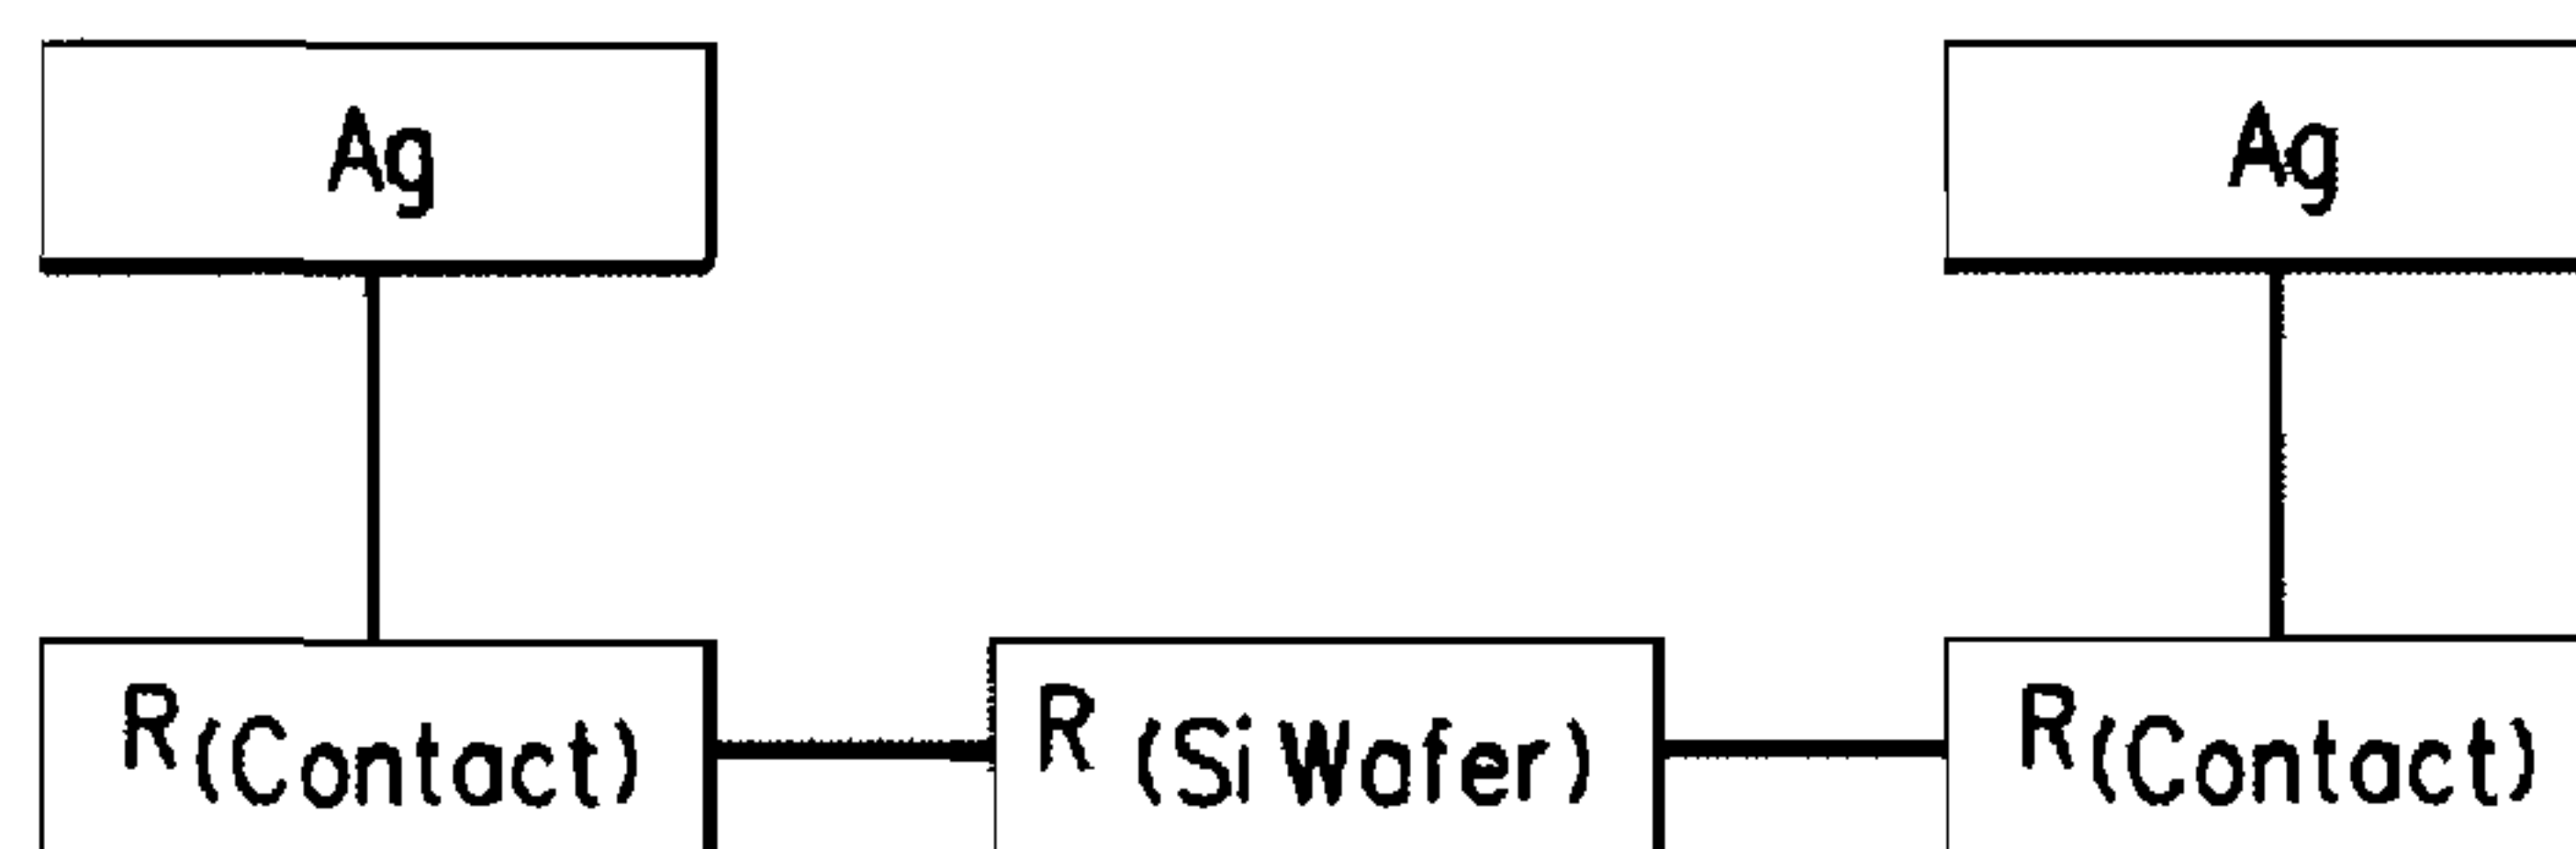 Ag
Ag
R(Contact)
R (Si Wafer)
R(Contact)